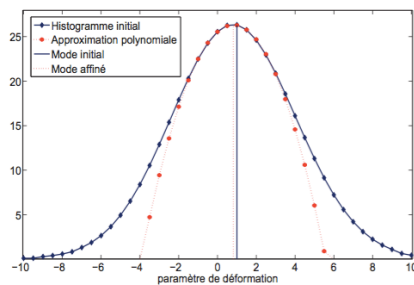 25
20
15
10
5
Histogramme initial
Approximation polynomiale
Mode initial
Mode affiné
−10 −8 −6 −4 −2 0 2 4 6 8 10
paramètre de déformation